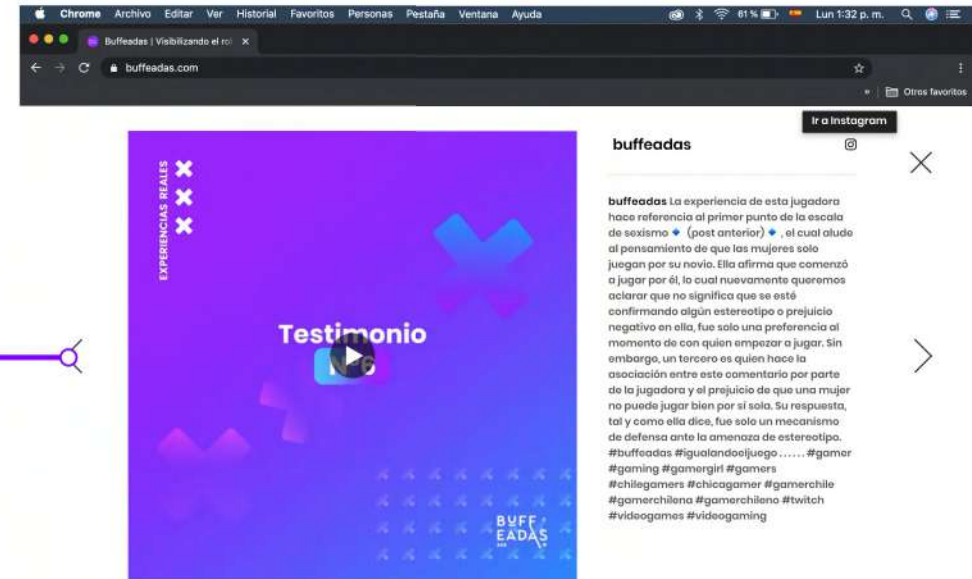 Chrome Archivo Editar Ver Historial Favoritos Personas Pestaña Ventana Ayuda 61 % Lun 1:32 p. m.
Buffeadas | Visibilizando el rol
buffeadas.com
Otros favoritos
Ir a Instagram
buffeadas
EXPERIENCIAS REALES
Testimonio
N°6
BUFF
EADAS
buffeadas La experiencia de esta jugadora
hace referencia al primer punto de la escala
de sexismo (post anterior) , el cual alude
al pensamiento de que las mujeres solo
juegan por su novio. Ella afirma que comenzó
a jugar por él, lo cual nuevamente queremos
aclarar que no significa que se esté
confirmando algún estereotipo o prejuicio
negativo en ella, fue solo una preferencia al
momento de con quien empezar a jugar. Sin
embargo, un tercero es quien hace la
asociación entre este comentario por parte
de la jugadora y el prejuicio de que una mujer
no puede jugar bien por sí sola. Su respuesta,
tal y como ella dice, fue solo un mecanismo
de defensa ante la amenaza de estereotipo.
#buffeadas #igualandoeljuego . . . . . . #gamer
#gaming #gamergirl #gamers
#chilegamers #chicagamer #gamerchile
#gamerchilena #gamerchileno #twitch
#videogames #videogaming